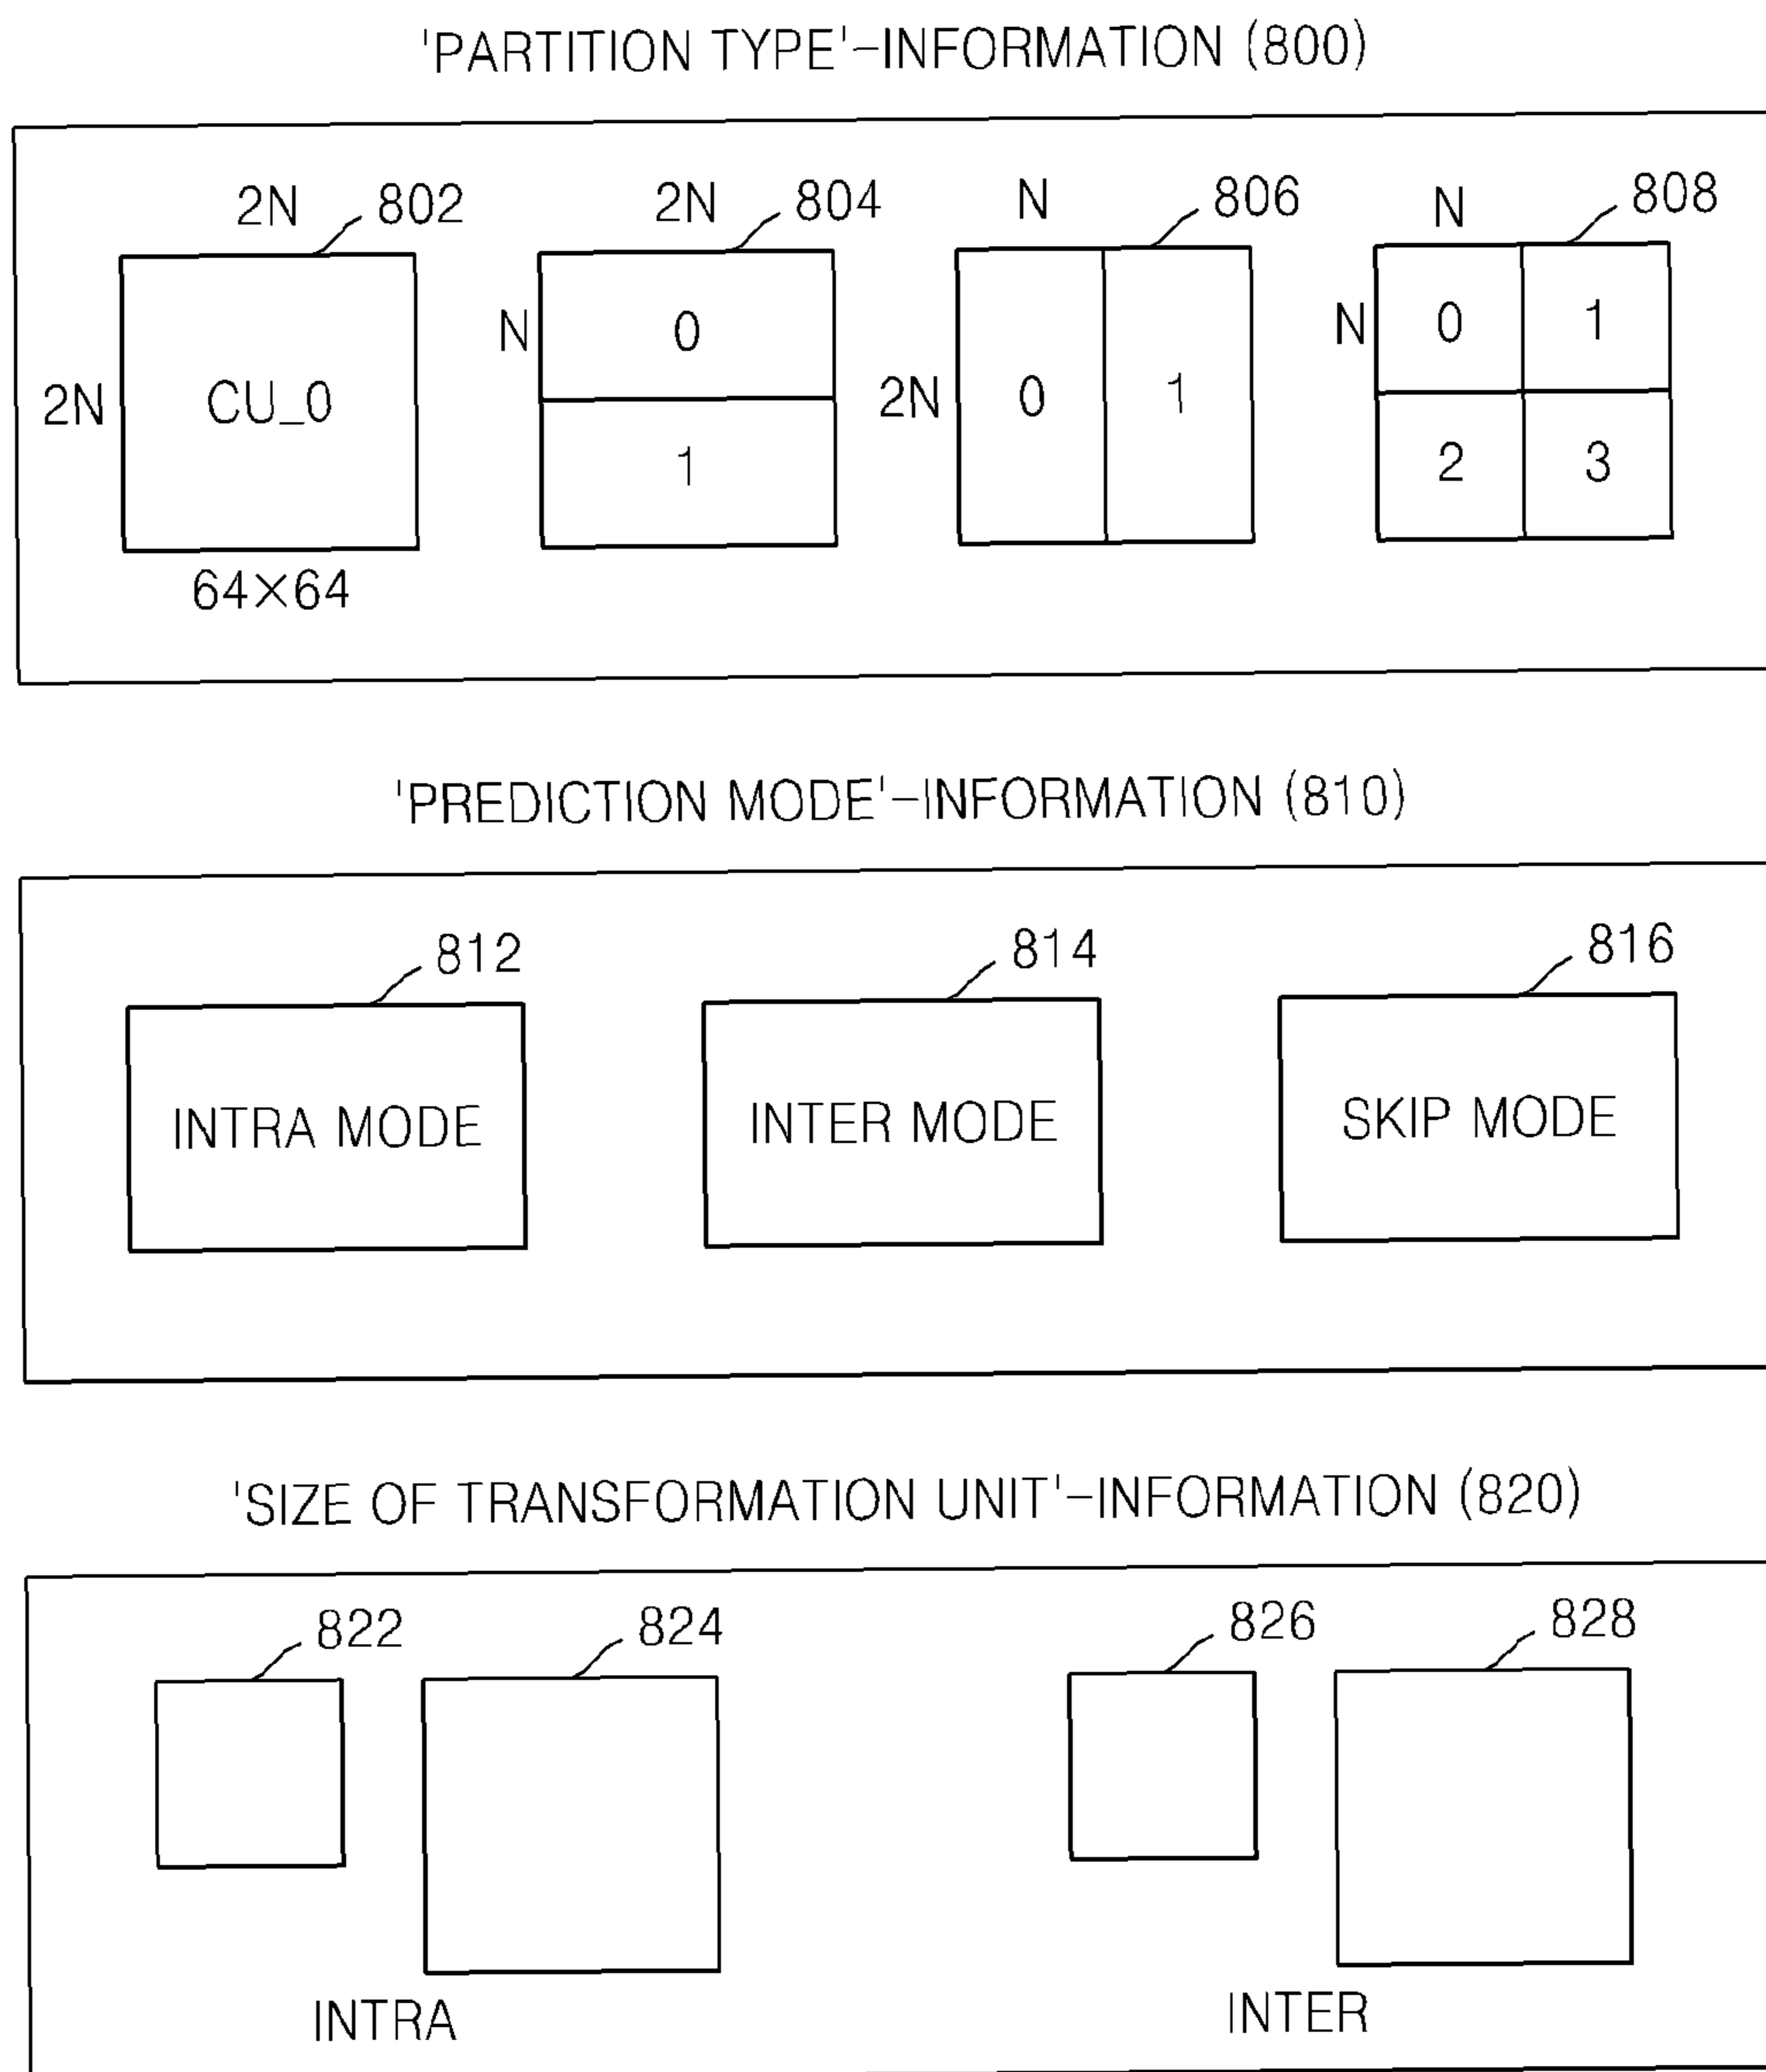 'PARTITION TYPE'-INFORMATION (800)
2N 802 2N 804 N 806 N 808
2N CU_0 N 0 1 2N 0 1 N 0 1 2 3
64×64
'PREDICTION MODE'-INFORMATION (810)
812 814 816
INTRA MODE INTER MODE SKIP MODE
'SIZE OF TRANSFORMATION UNIT'-INFORMATION (820)
822 824 826 828
INTRA INTER